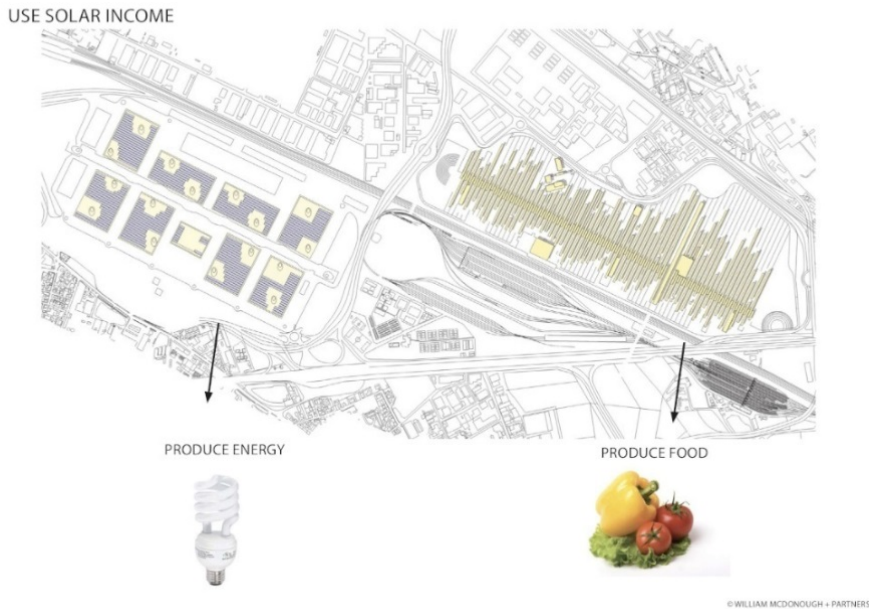 USE SOLAR INCOME
PRODUCE ENERGY
PRODUCE FOOD
© WILLIAM MCDONOUGH + PARTNERS